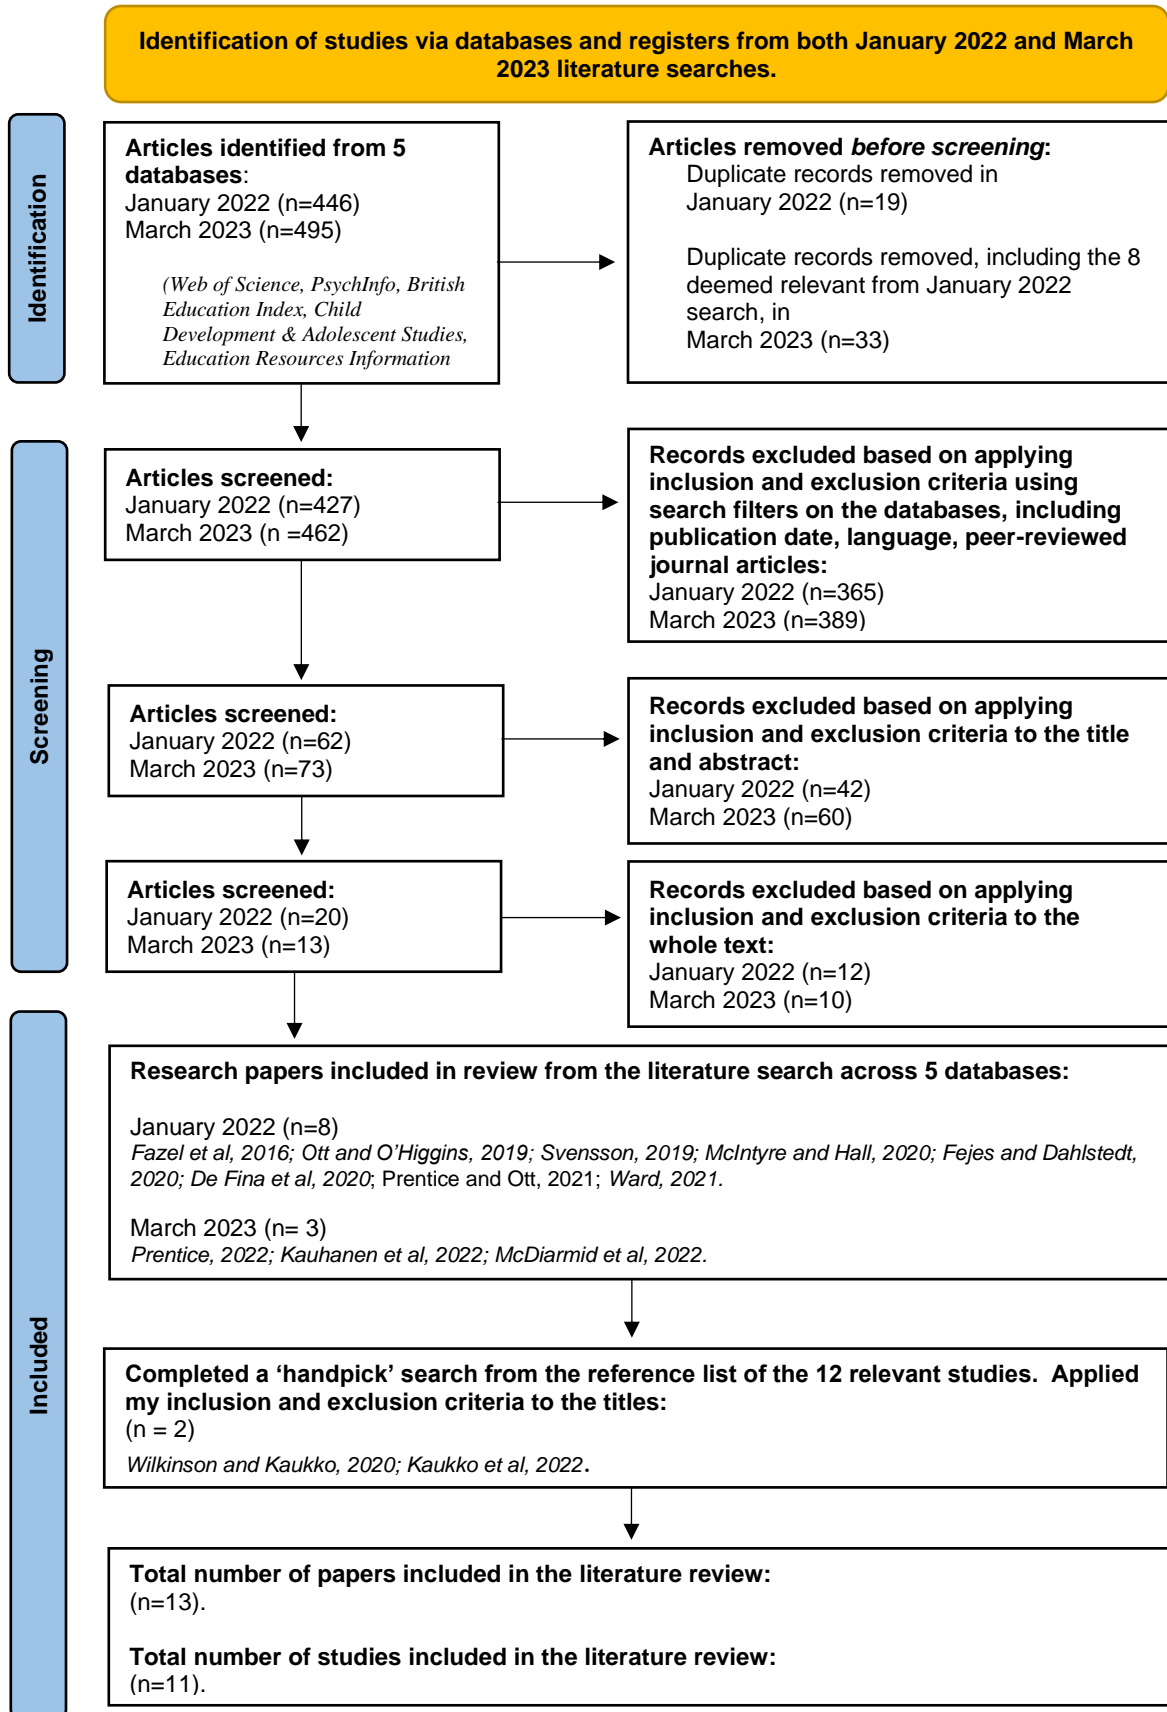 Identification of studies via databases and registers from both January 2022 and March
2023 literature searches.
Identification
Articles identified from 5
databases:
January 2022 (n=446)
March 2023 (n=495)
(Web of Science, PsychInfo, British
Education Index, Child
Development & Adolescent Studies,
Education Resources Information
Articles removed before screening:
Duplicate records removed in
January 2022 (n=19)
Duplicate records removed, including the 8
deemed relevant from January 2022
search, in
March 2023 (n=33)
Screening
Articles screened:
January 2022 (n=427)
March 2023 (n =462)
Records excluded based on applying
inclusion and exclusion criteria using
search filters on the databases, including
publication date, language, peer-reviewed
journal articles:
January 2022 (n=365)
March 2023 (n=389)
Articles screened:
January 2022 (n=62)
March 2023 (n=73)
Records excluded based on applying
inclusion and exclusion criteria to the title
and abstract:
January 2022 (n=42)
March 2023 (n=60)
Articles screened:
January 2022 (n=20)
March 2023 (n=13)
Records excluded based on applying
inclusion and exclusion criteria to the
whole text:
January 2022 (n=12)
March 2023 (n=10)
Included
Research papers included in review from the literature search across 5 databases:
January 2022 (n=8)
Fazel et al, 2016; Ott and O’Higgins, 2019; Svensson, 2019; McIntyre and Hall, 2020; Fejes and Dahlstedt,
2020; De Fina et al, 2020; Prentice and Ott, 2021; Ward, 2021.
March 2023 (n= 3)
Prentice, 2022; Kauhanen et al, 2022; McDiarmid et al, 2022.
Completed a ‘handpick’ search from the reference list of the 12 relevant studies.  Applied
my inclusion and exclusion criteria to the titles:
(n = 2)
Wilkinson and Kaukko, 2020; Kaukko et al, 2022.
Total number of papers included in the literature review:
(n=13).
Total number of studies included in the literature review:
(n=11).